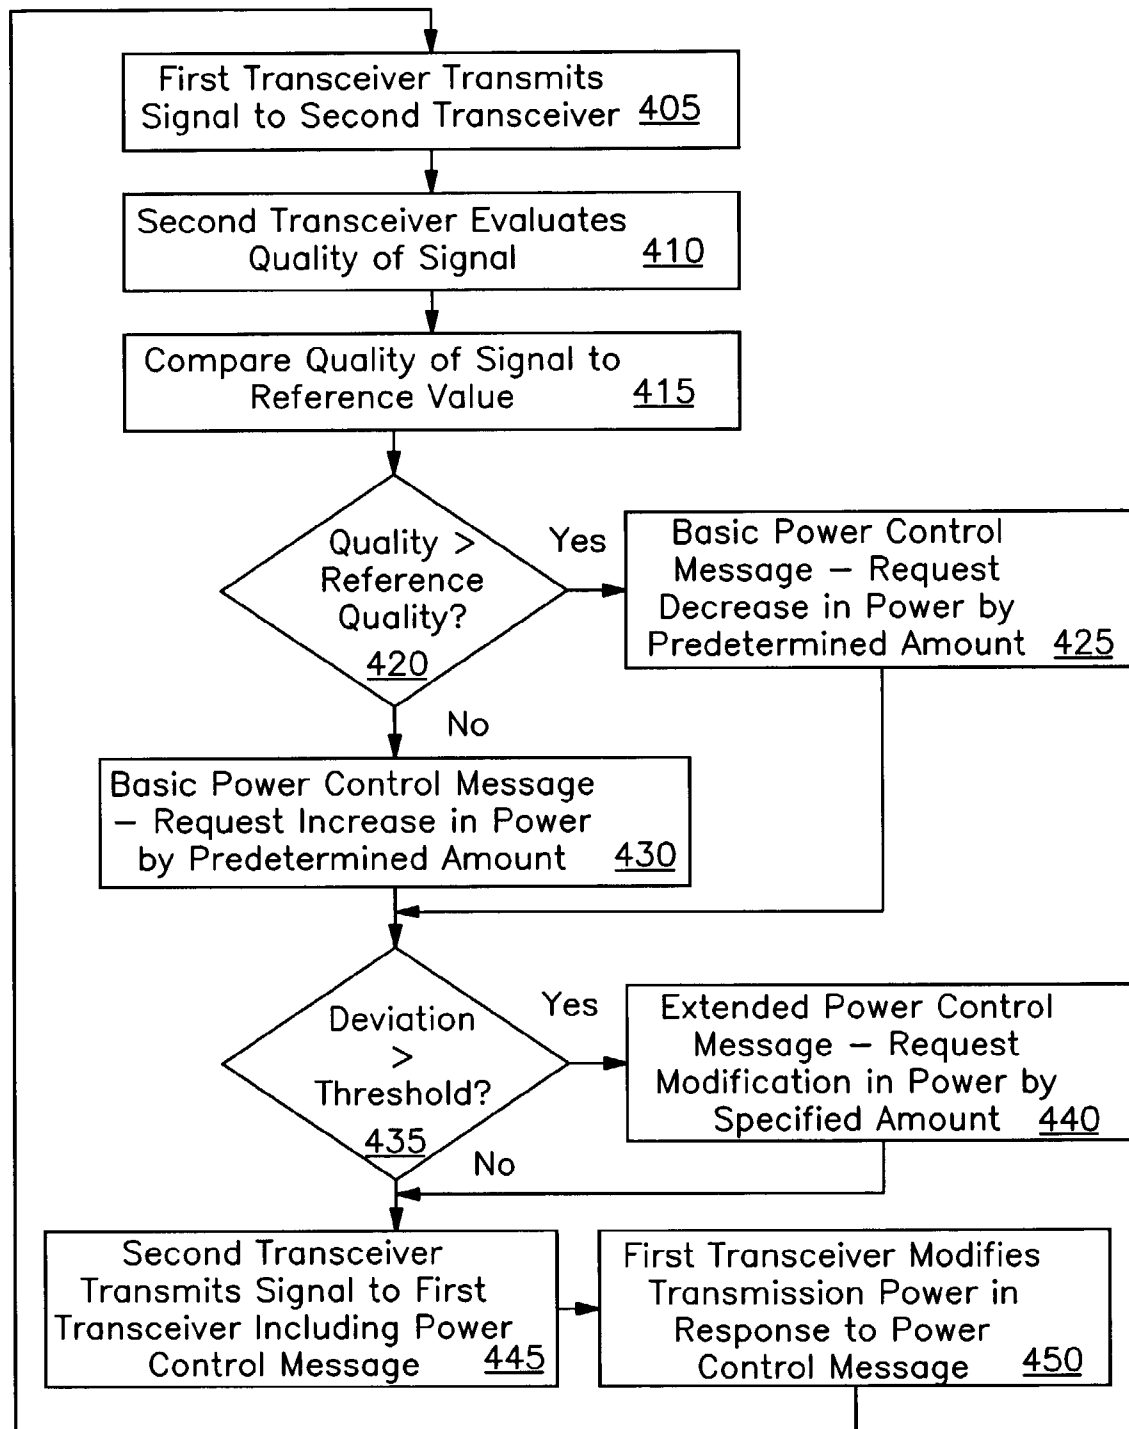 First Transceiver Transmits
Signal to Second Transceiver 405
Second Transceiver Evaluates
Quality of Signal 410
Compare Quality of Signal to
Reference Value 415
Quality >
Reference
Quality?
420
Yes
Basic Power Control
Message – Request
Decrease in Power by
Predetermined Amount 425
No
Basic Power Control Message
– Request Increase in Power
by Predetermined Amount 430
Deviation
>
Threshold?
435
Yes
Extended Power Control
Message – Request
Modification in Power by
Specified Amount 440
No
Second Transceiver
Transmits Signal to First
Transceiver Including Power
Control Message 445
First Transceiver Modifies
Transmission Power in
Response to Power
Control Message 450